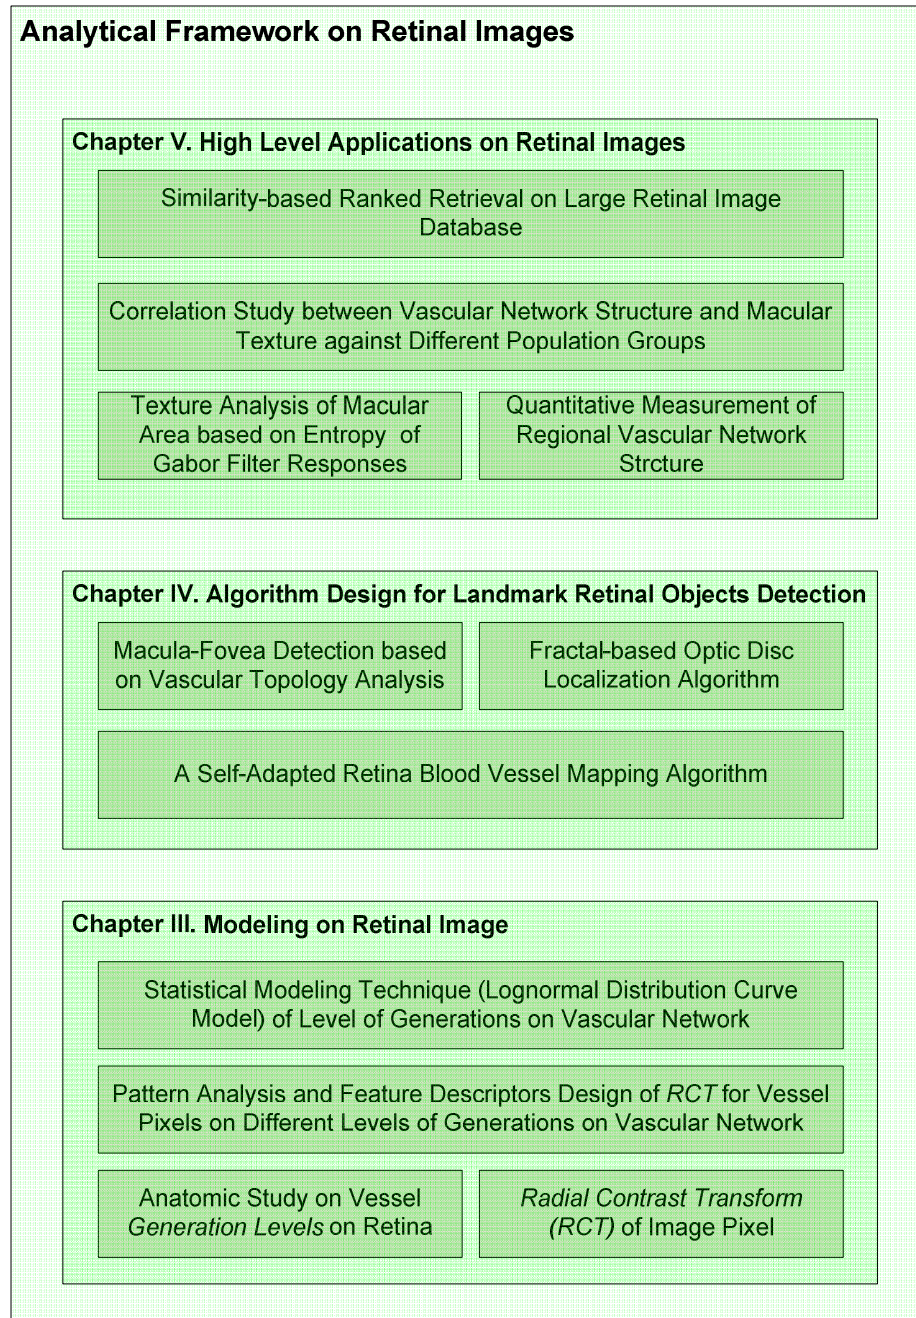 Analytical Framework on Retinal Images
Chapter V. High Level Applications on Retinal Images
Similarity-based Ranked Retrieval on Large Retinal Image
Database
Correlation Study between Vascular Network Structure and Macular
Texture against Different Population Groups
Texture Analysis of Macular
Area based on Entropy of
Gabor Filter Responses
Quantitative Measurement of
Regional Vascular Network
Strcture
Chapter IV. Algorithm Design for Landmark Retinal Objects Detection
Macula-Fovea Detection based
on Vascular Topology Analysis
Fractal-based Optic Disc
Localization Algorithm
A Self-Adapted Retina Blood Vessel Mapping Algorithm
Chapter III. Modeling on Retinal Image
Statistical Modeling Technique (Lognormal Distribution Curve
Model) of Level of Generations on Vascular Network
Pattern Analysis and Feature Descriptors Design of RCT for Vessel
Pixels on Different Levels of Generations on Vascular Network
Anatomic Study on Vessel
Generation Levels on Retina
Radial Contrast Transform
(RCT) of Image Pixel